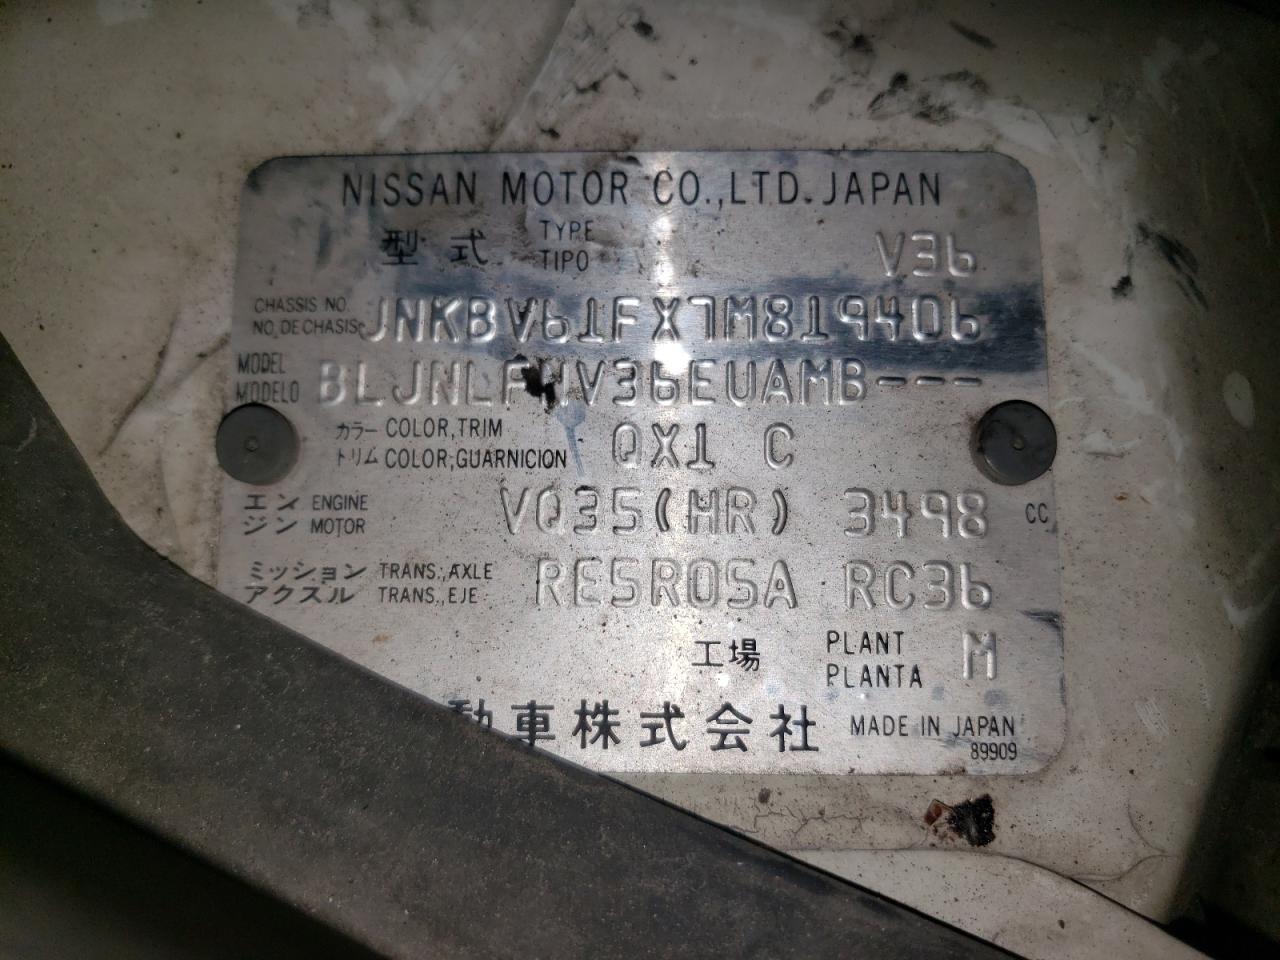 NISSAN MOTOR CO.,LTD. JAPAN
型式 TYPE TIPO V36
CHASSIS NO. NO. DE CHASIS JNKBV61FX7M819406
MODEL MODELO BLJNLFWV36EUAMB---
カラー COLOR,TRIM QX1 C
トリム COLOR,GUARNICION
エンジン ENGINE MOTOR VQ35(HR) 3498 CC
ミッション TRANS.,AXLE RE5R05A RC36
アクスル TRANS.,EJE
工場 PLANT PLANTA M
動車株式会社 MADE IN JAPAN
89909